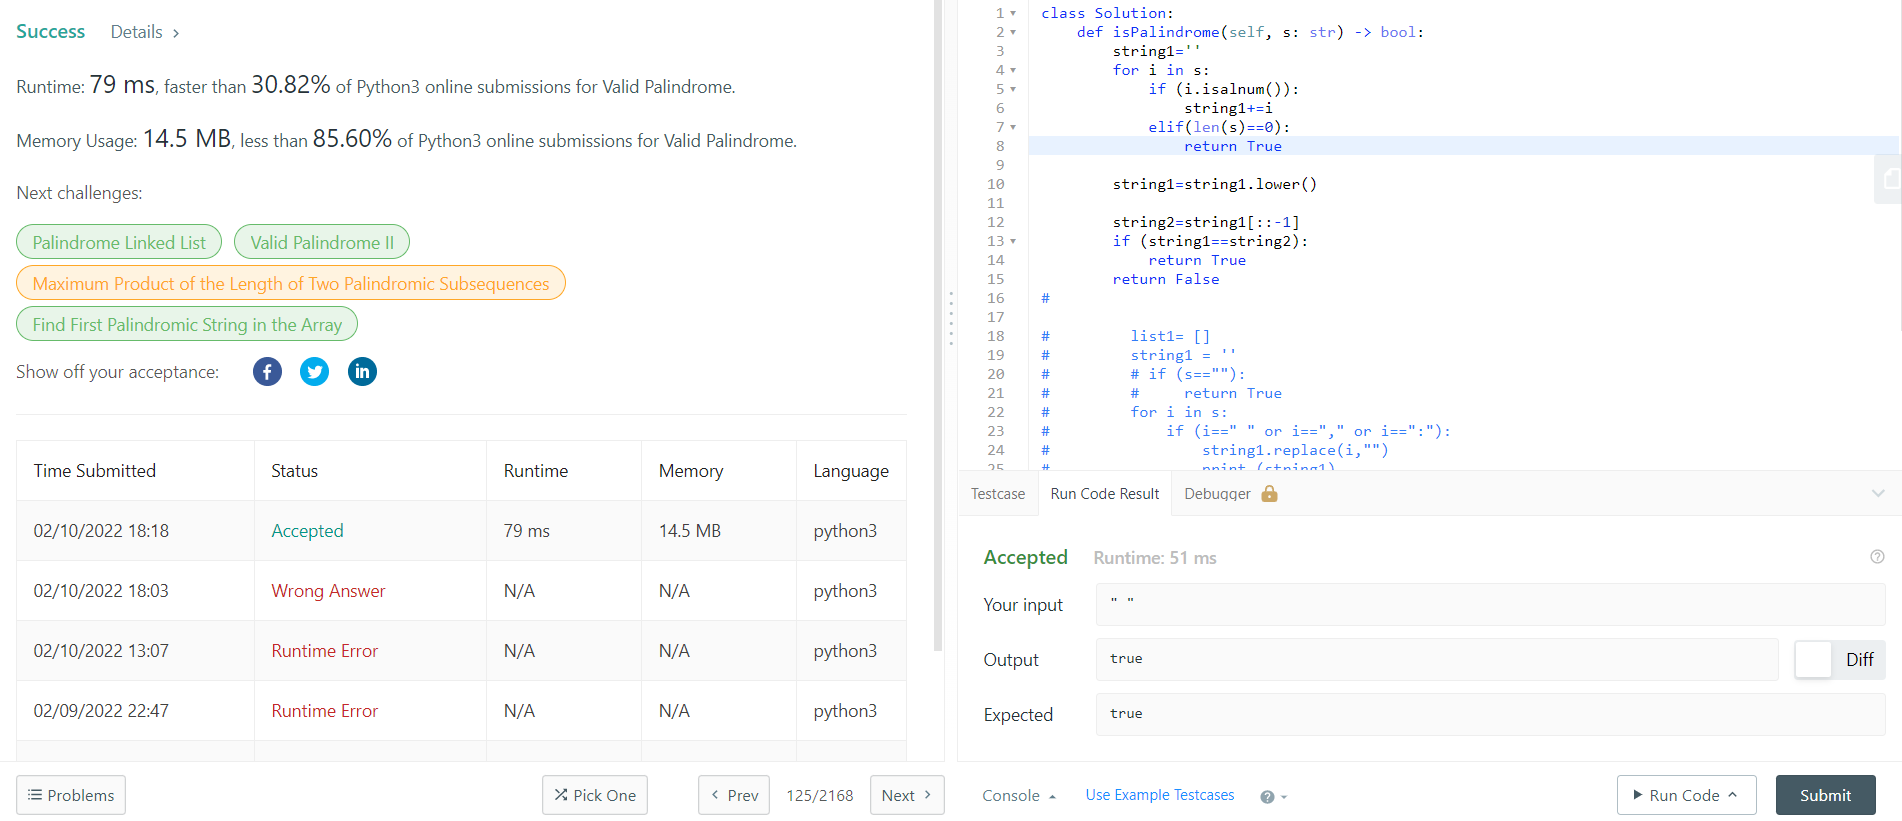 Success Details >
Runtime: 79 ms, faster than 30.82% of Python3 online submissions for Valid Palindrome.
Memory Usage: 14.5 MB, less than 85.60% of Python3 online submissions for Valid Palindrome.
Next challenges:
Palindrome Linked List Valid Palindrome II
Maximum Product of the Length of Two Palindromic Subsequences
Find First Palindromic String in the Array
Show off your acceptance:
Time Submitted Status Runtime Memory Language
02/10/2022 18:18 Accepted 79 ms 14.5 MB python3
02/10/2022 18:03 Wrong Answer N/A N/A python3
02/10/2022 13:07 Runtime Error N/A N/A python3
02/09/2022 22:47 Runtime Error N/A N/A python3
Problems Pick One < Prev 125/2168 Next >
1 class Solution:
2     def isPalindrome(self, s: str) -> bool:
3         string1=''
4         for i in s:
5             if (i.isalnum()):
6                 string1+=i
7             elif(len(s)==0):
8                 return True
9
10         string1=string1.lower()
11
12         string2=string1[::-1]
13         if (string1==string2):
14             return True
15         return False
16 #
17
18 #         list1= []
19 #         string1 = ''
20 #         # if (s==""):
21 #         #     return True
22 #         for i in s:
23 #             if (i==" " or i=="," or i==":"):
24 #                 string1.replace(i,"")
25 #                 print (string1)
Testcase Run Code Result Debugger
Accepted Runtime: 51 ms
Your input " "
Output true Diff
Expected true
Console Use Example Testcases Run Code Submit